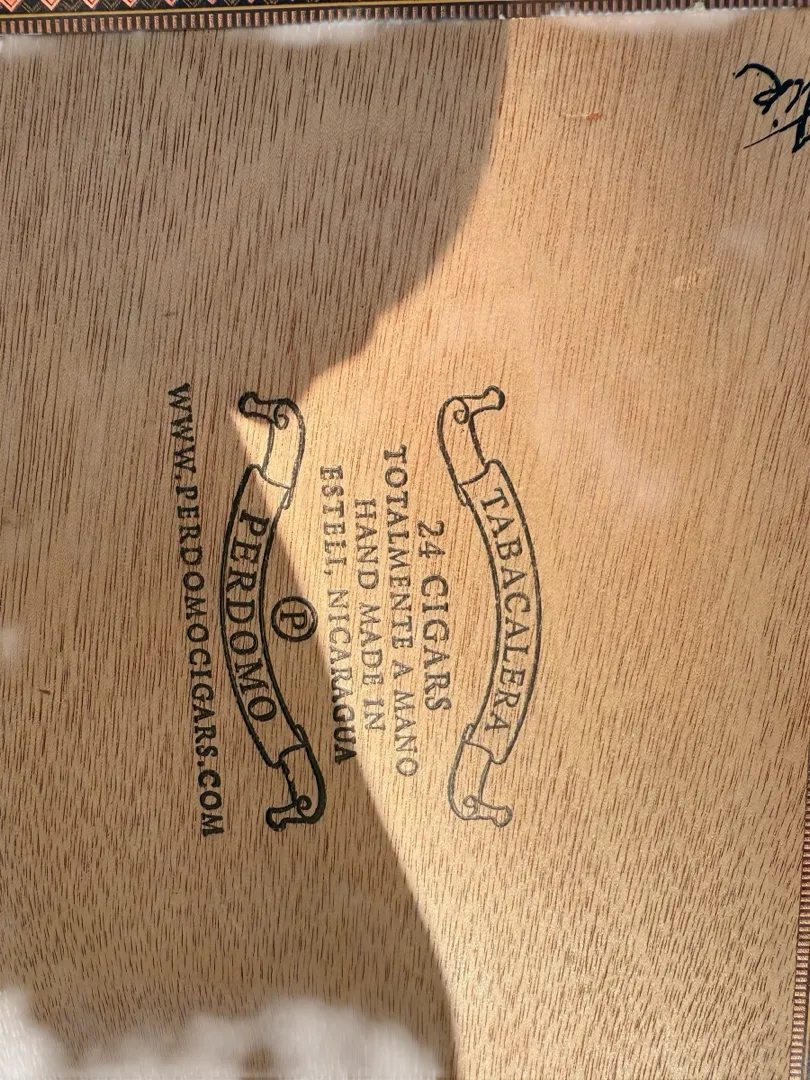 TABACALERA
24 CIGARS
TOTALMENTE A MANO
HAND MADE IN
ESTELI, NICARAGUA
P
PERDOMO
WWW.PERDOMOCIGARS.COM